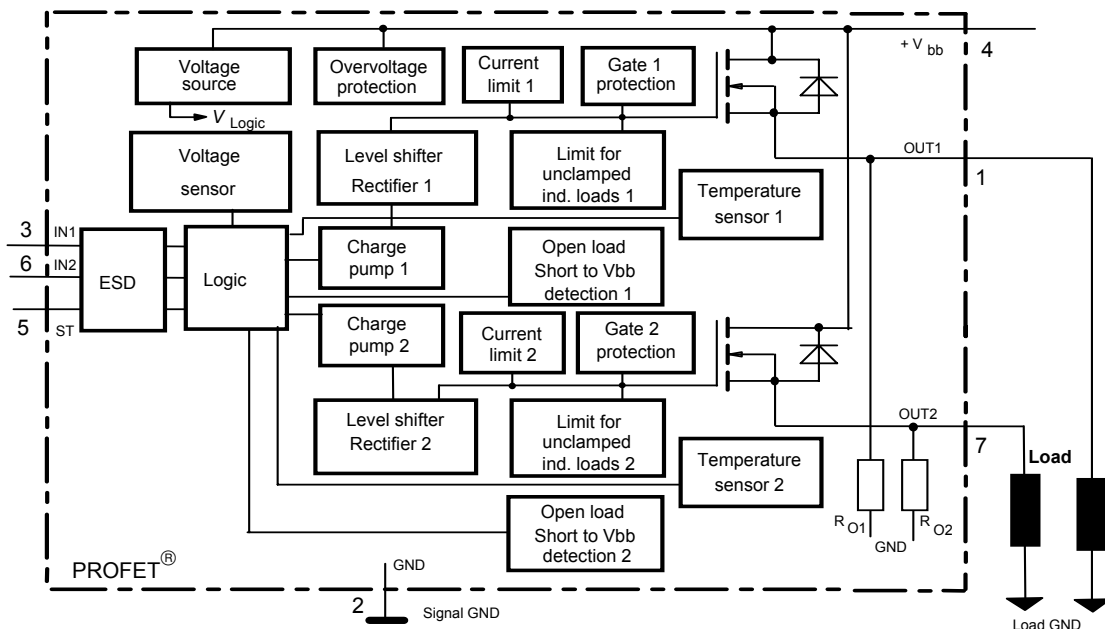 Voltage
source
Overvoltage
protection
Current
limit 1
Gate 1
protection
+ V bb
4
V Logic
Voltage
sensor
Level shifter
Rectifier 1
Limit for
unclamped
ind. loads 1
OUT1
1
Temperature
sensor 1
3
IN1
6
IN2
5
ST
ESD
Logic
Charge
pump 1
Open load
Short to Vbb
detection 1
Charge
pump 2
Current
limit 2
Gate 2
protection
Level shifter
Rectifier 2
Limit for
unclamped
ind. loads 2
OUT2
7
Temperature
sensor 2
Load
R O1
GND
R O2
Open load
Short to Vbb
detection 2
PROFET®
GND
2
Signal GND
Load GND